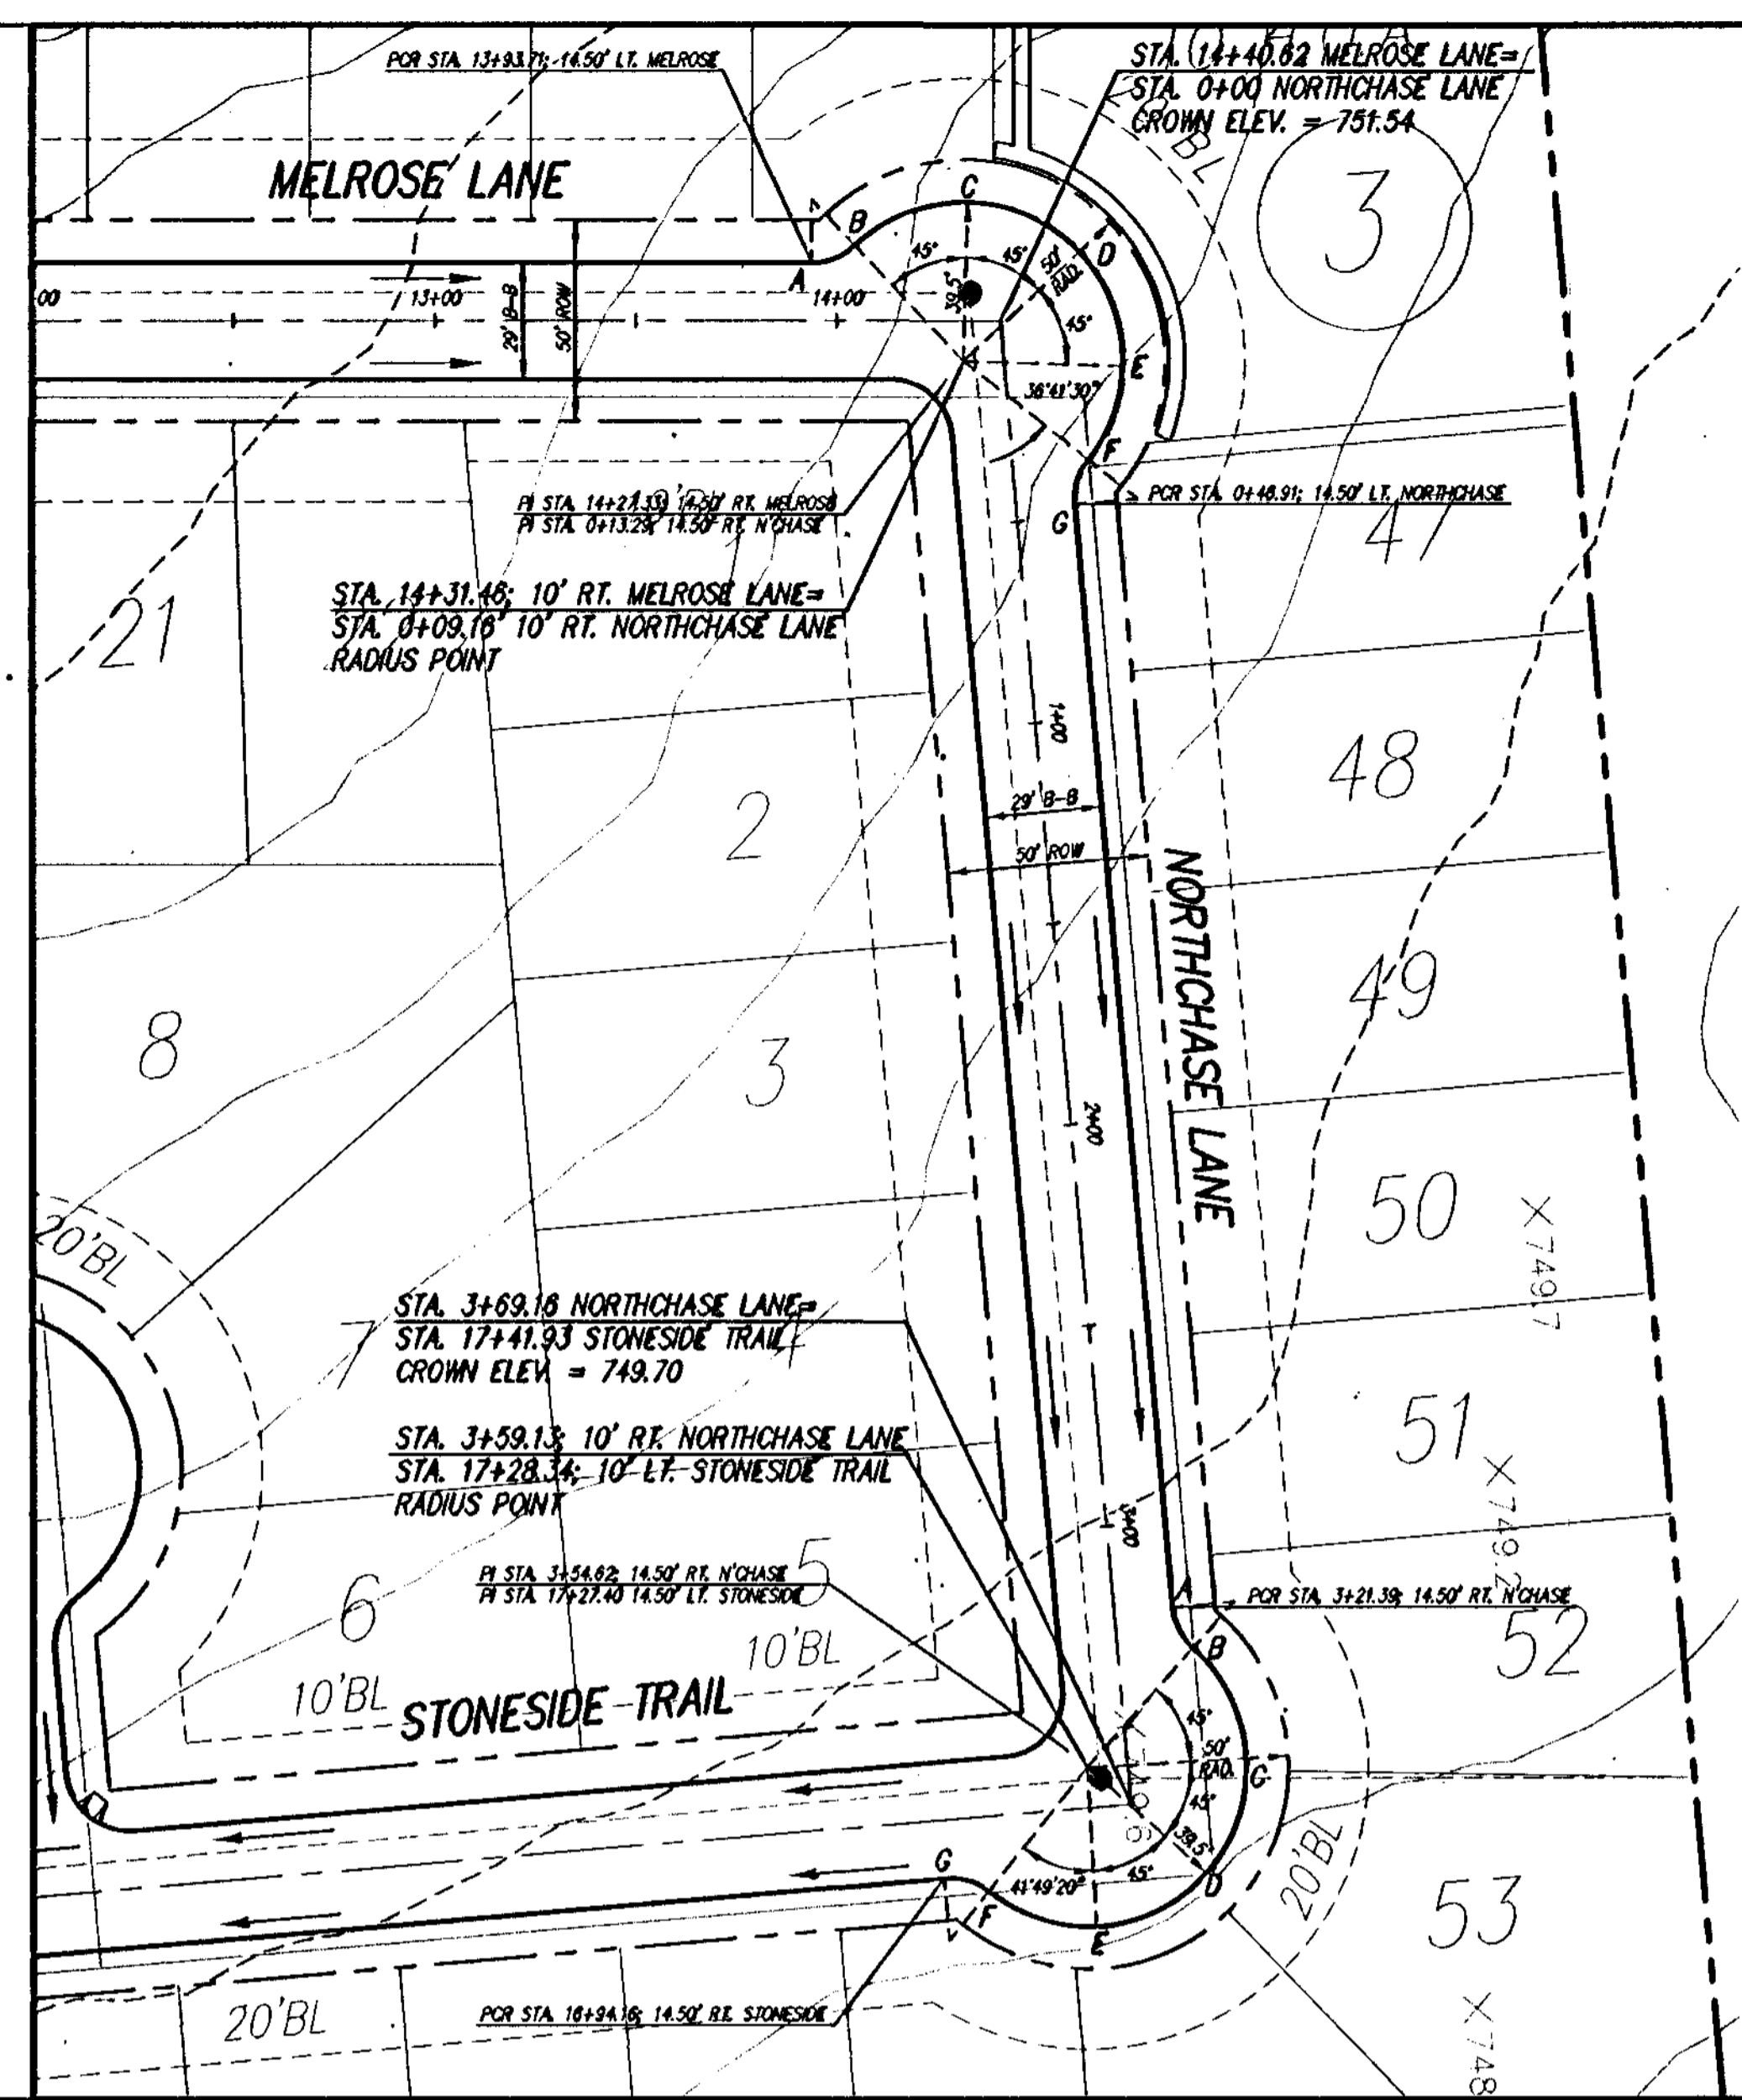 PCR STA. 13+93.71; 14.50' LT. MELROSE
STA. 14+40.62 MELROSE LANE=
STA. 0+00 NORTHCHASE LANE
CROWN ELEV. = 751.54
BL
3
MELROSE LANE
C
B
D
45°
45°
50'
RAD.
A
39.5'
00
13+00
14+00
29' B-B
50' ROW
45°
E
36°41'30"
F
PCR STA. 0+46.91; 14.50' LT. NORTHCHASE
G
47
PI STA. 14+27.33; 14.50' RT. MELROSE
PI STA. 0+13.29; 14.50' RT. N'CHASE
STA. 14+31.46; 10' RT. MELROSE LANE=
STA. 0+09.16' 10' RT. NORTHCHASE LANE
RADIUS POINT
21
1+00
48
2
29' B-B
50' ROW
NORTHCHASE LANE
49
8
3
2+00
50
X749.7
20'BL
STA. 3+69.16 NORTHCHASE LANE=
STA. 17+41.93 STONESIDE TRAIL
CROWN ELEV. = 749.70
7
4
51
STA. 3+59.13; 10' RT. NORTHCHASE LANE
STA. 17+28.34; 10' LT. STONESIDE TRAIL
RADIUS POINT
X749.2
3+00
5
PI STA. 3+54.62; 14.50' RT. N'CHASE
PI STA. 17+27.40 14.50' LT. STONESIDE
A
PCR STA. 3+21.39; 14.50' RT. N'CHASE
6
52
B
10'BL
10'BL
STONESIDE TRAIL
45°
50'
RAD.
C
45°
39.5'
45°
41°49'20"
D
G
F
E
20'BL
53
20'BL
PCR STA. 16+94.16; 14.50' RT. STONESIDE
X748